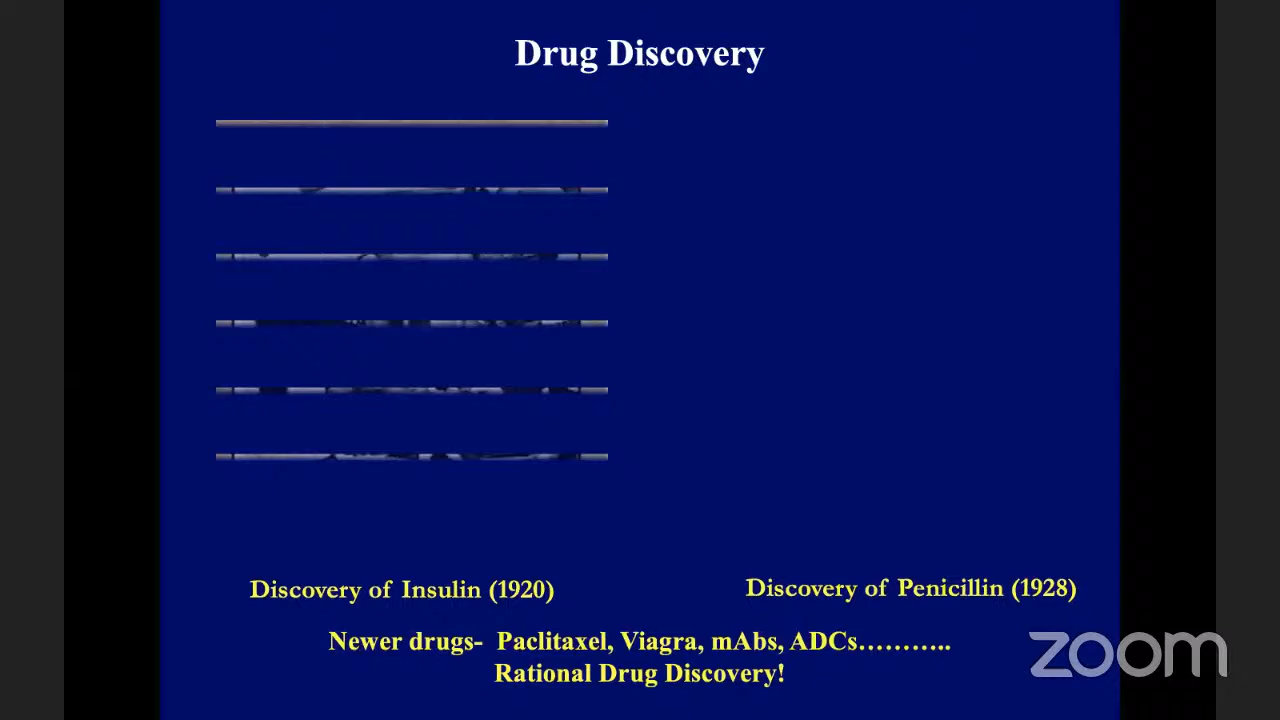 Drug Discovery
Discovery of Insulin (1920)
Discovery of Penicillin (1928)
Newer drugs- Paclitaxel, Viagra, mAbs, ADCs………..
Rational Drug Discovery!
zoom